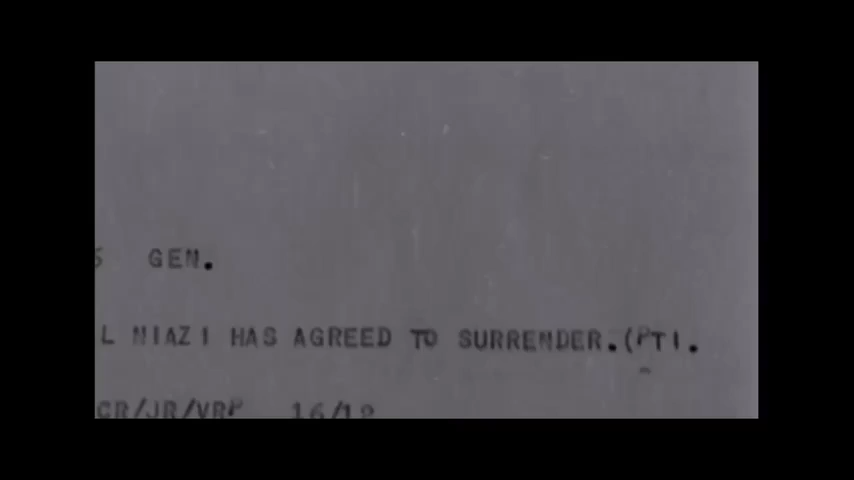 GEN.
L NIAZI HAS AGREED TO SURRENDER.(PTI.
CR/JR/VRP 16/12